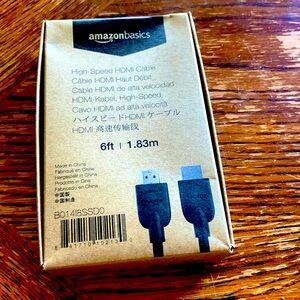 amazonbasics
High-Speed HDMI Cable
Câble HDMI Haut Débit
Cable HDMI de alta velocidad
HDMI-Kabel, High-Speed
Cavo HDMI ad alta velocità
ハイスピードHDMI ケーブル
HDMI 高速传输线
6ft | 1.83m
Made in China
Fabriqué en Chine
Hergestellt in China
Prodotto in Cina
Fabricado en China
中国製
中国制造
B014I8SSD0